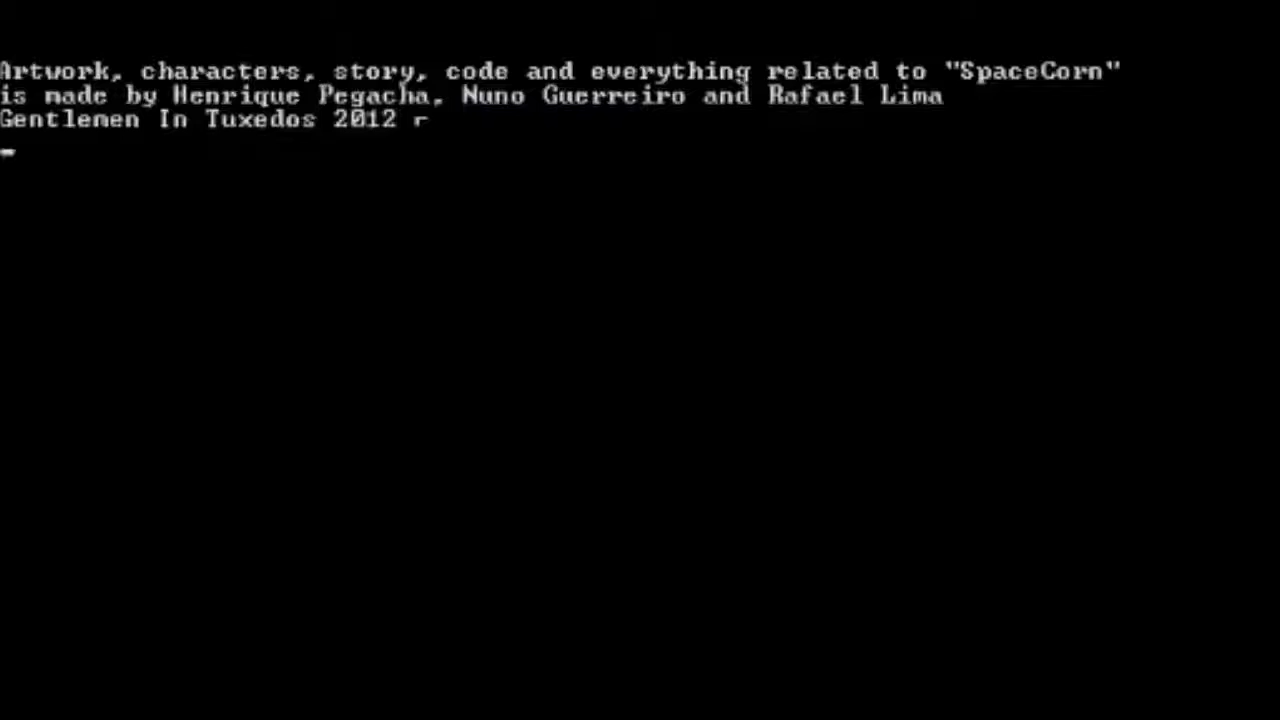 Artwork, characters, story, code and everything related to "SpaceCorn"
is made by Henrique Pegacha, Nuno Guerreiro and Rafael Lima
Gentlemen In Tuxedos 2012 r